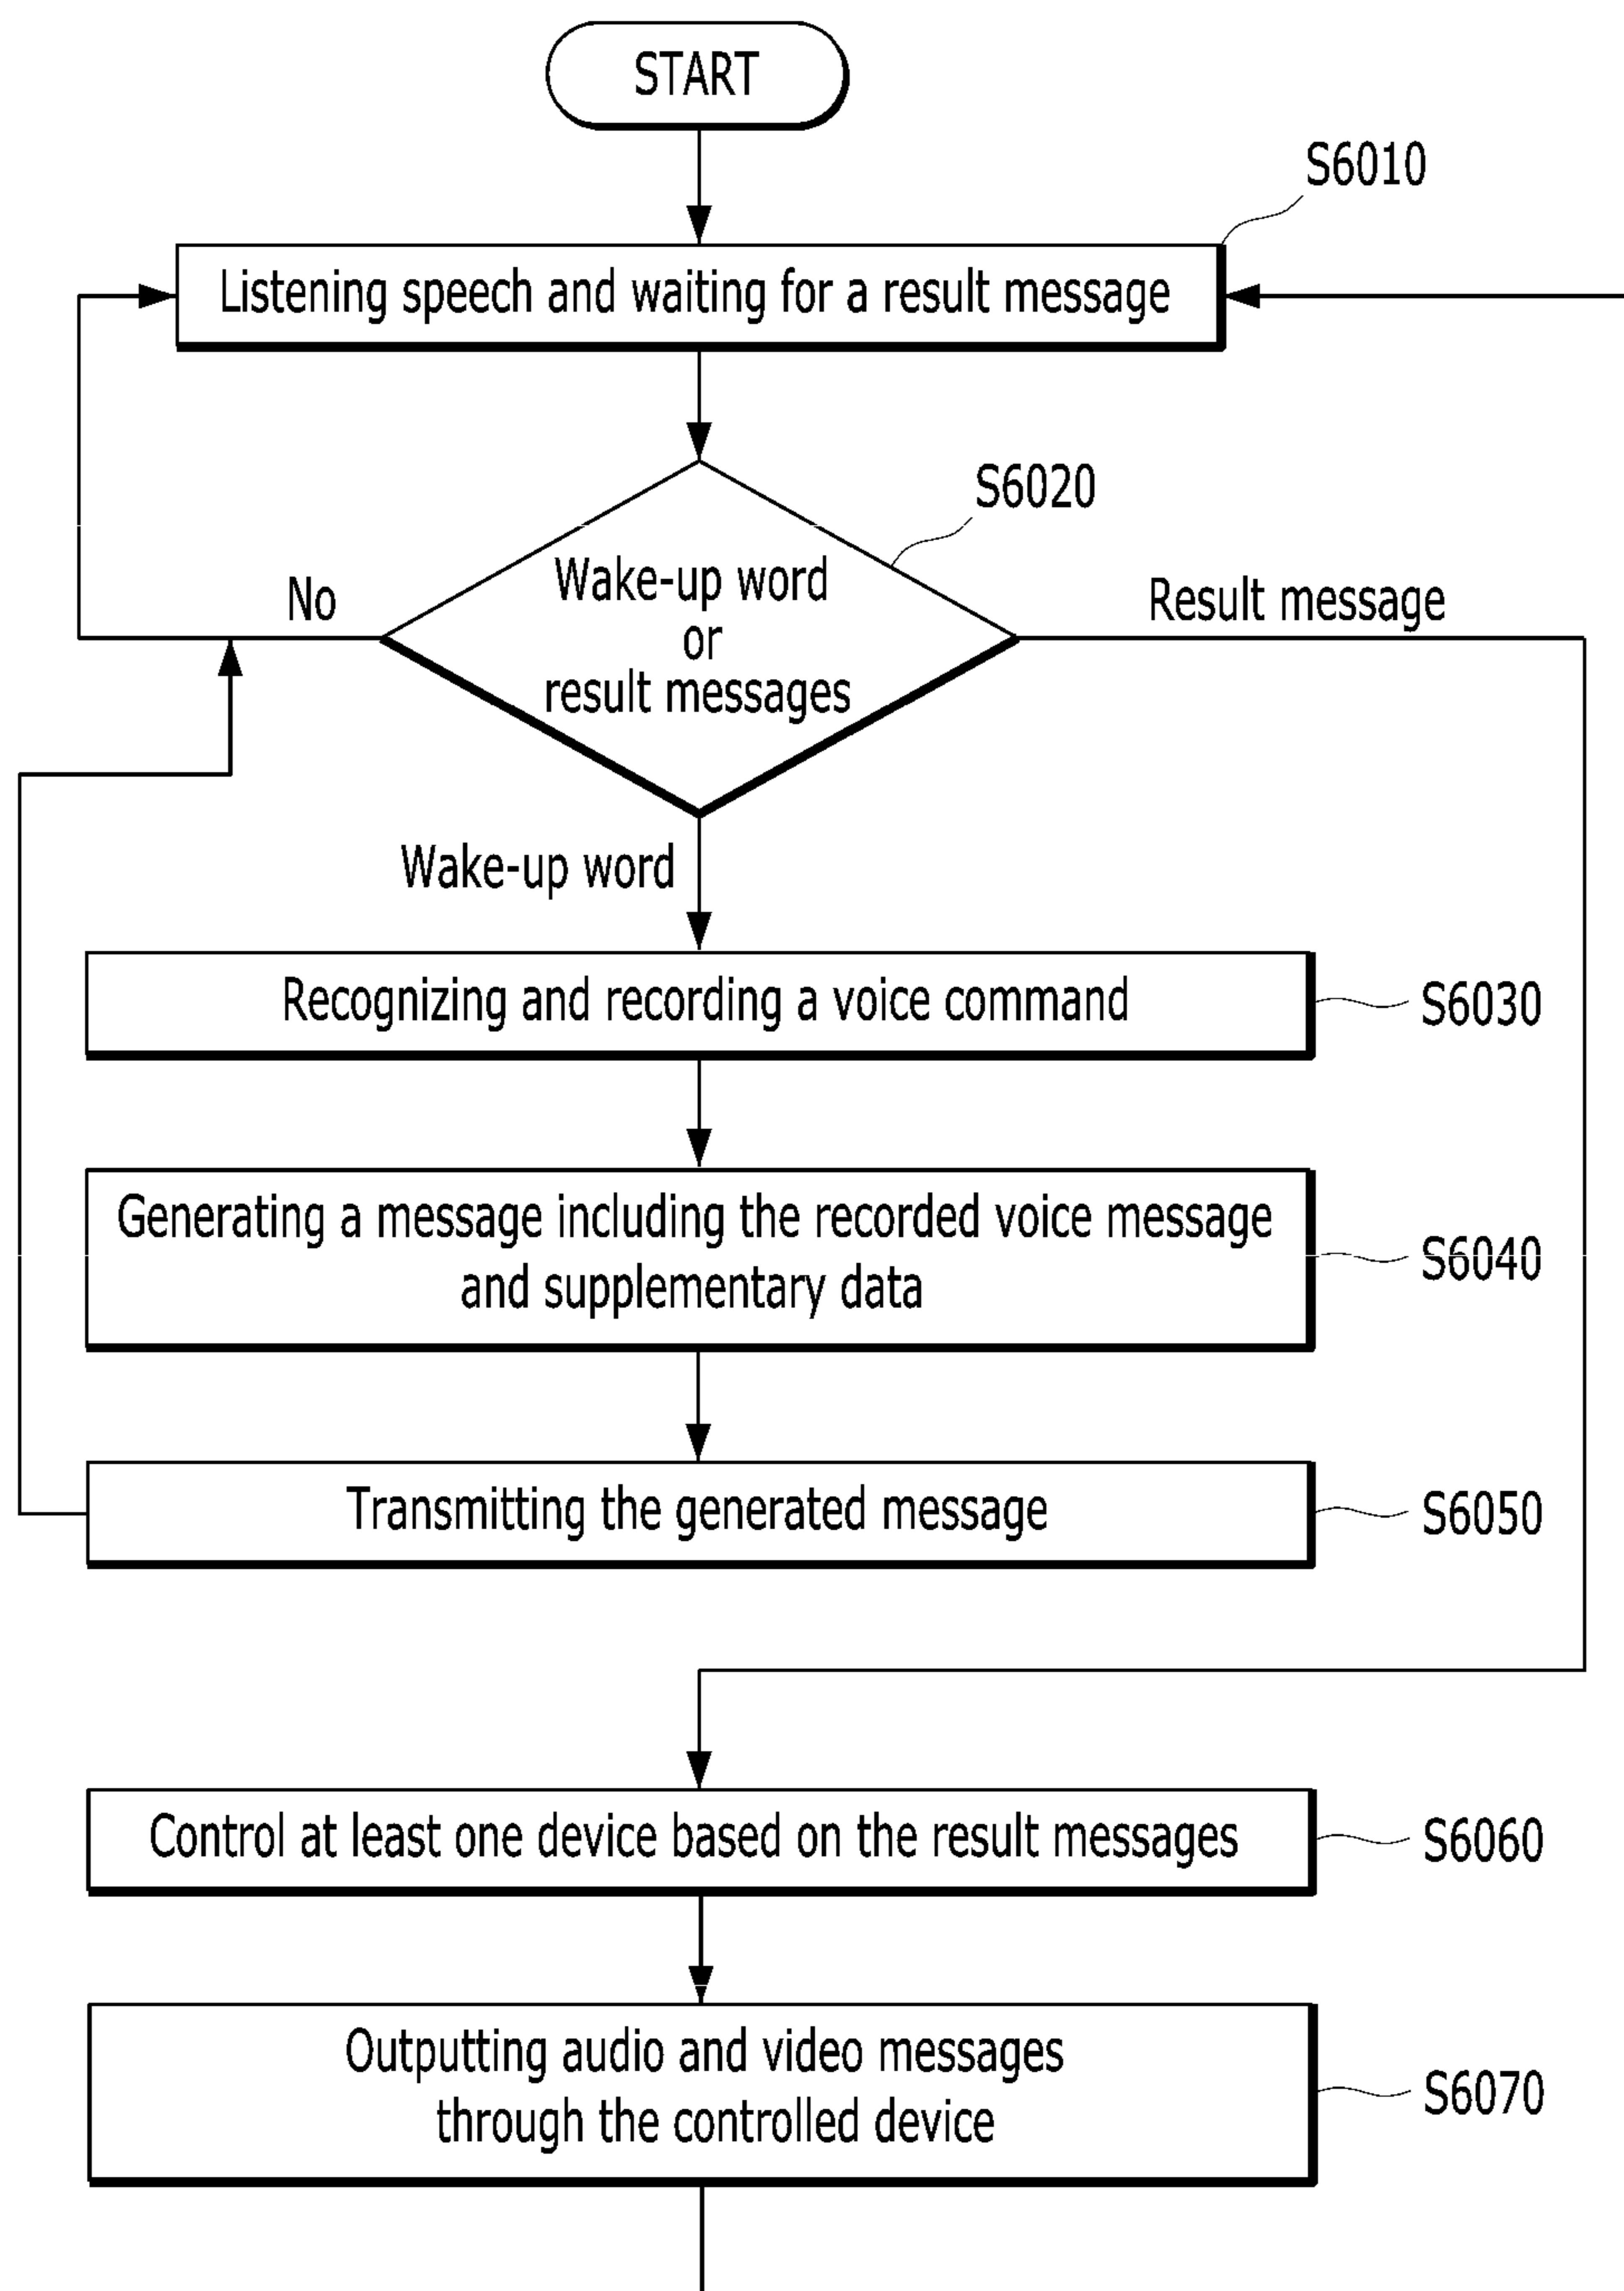 START
S6010
Listening speech and waiting for a result message
S6020
Wake-up word
or
result messages
No
Result message
Wake-up word
Recognizing and recording a voice command
S6030
Generating a message including the recorded voice message
and supplementary data
S6040
Transmitting the generated message
S6050
Control at least one device based on the result messages
S6060
Outputting audio and video messages
through the controlled device
S6070